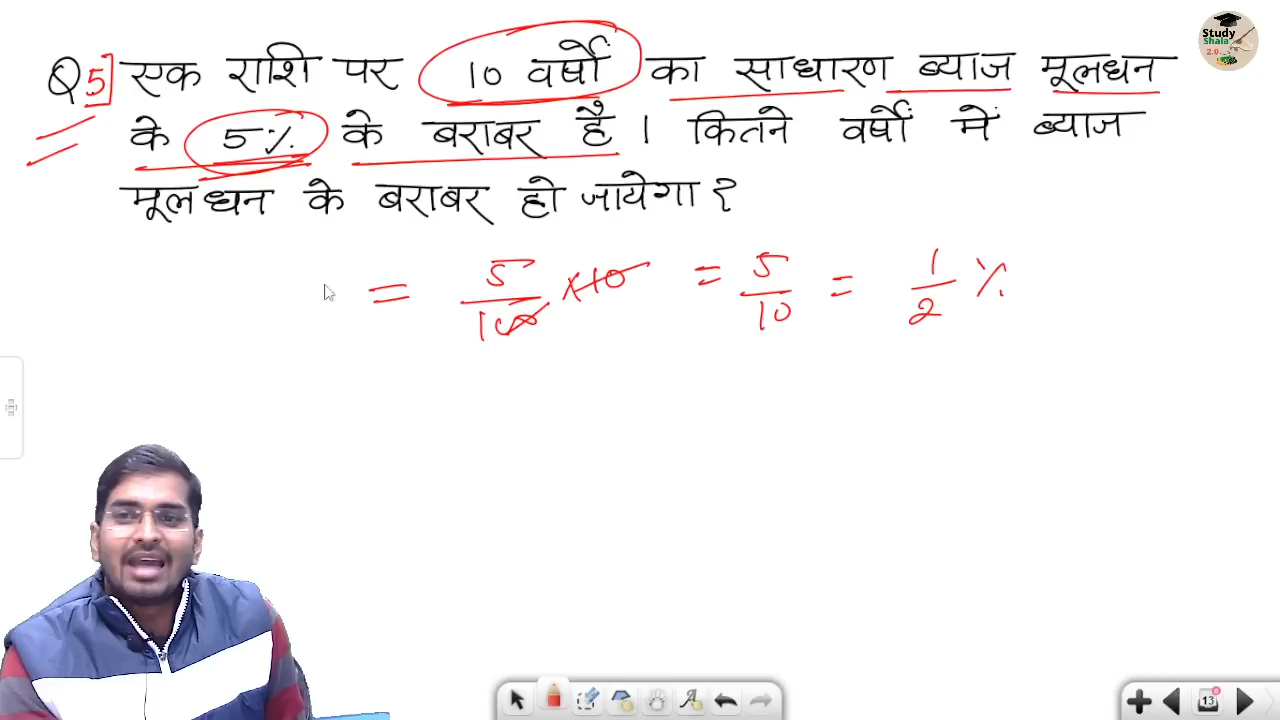 Study
Shala
2.0.
Q5] एक राशि पर 10 वर्षों का साधारण ब्याज मूलधन
के 5% के बराबर है । कितने वर्षों में ब्याज
मूलधन के बराबर हो जायेगा ?
= 5/100 ×10 = 5/10 = 1/2 %
13